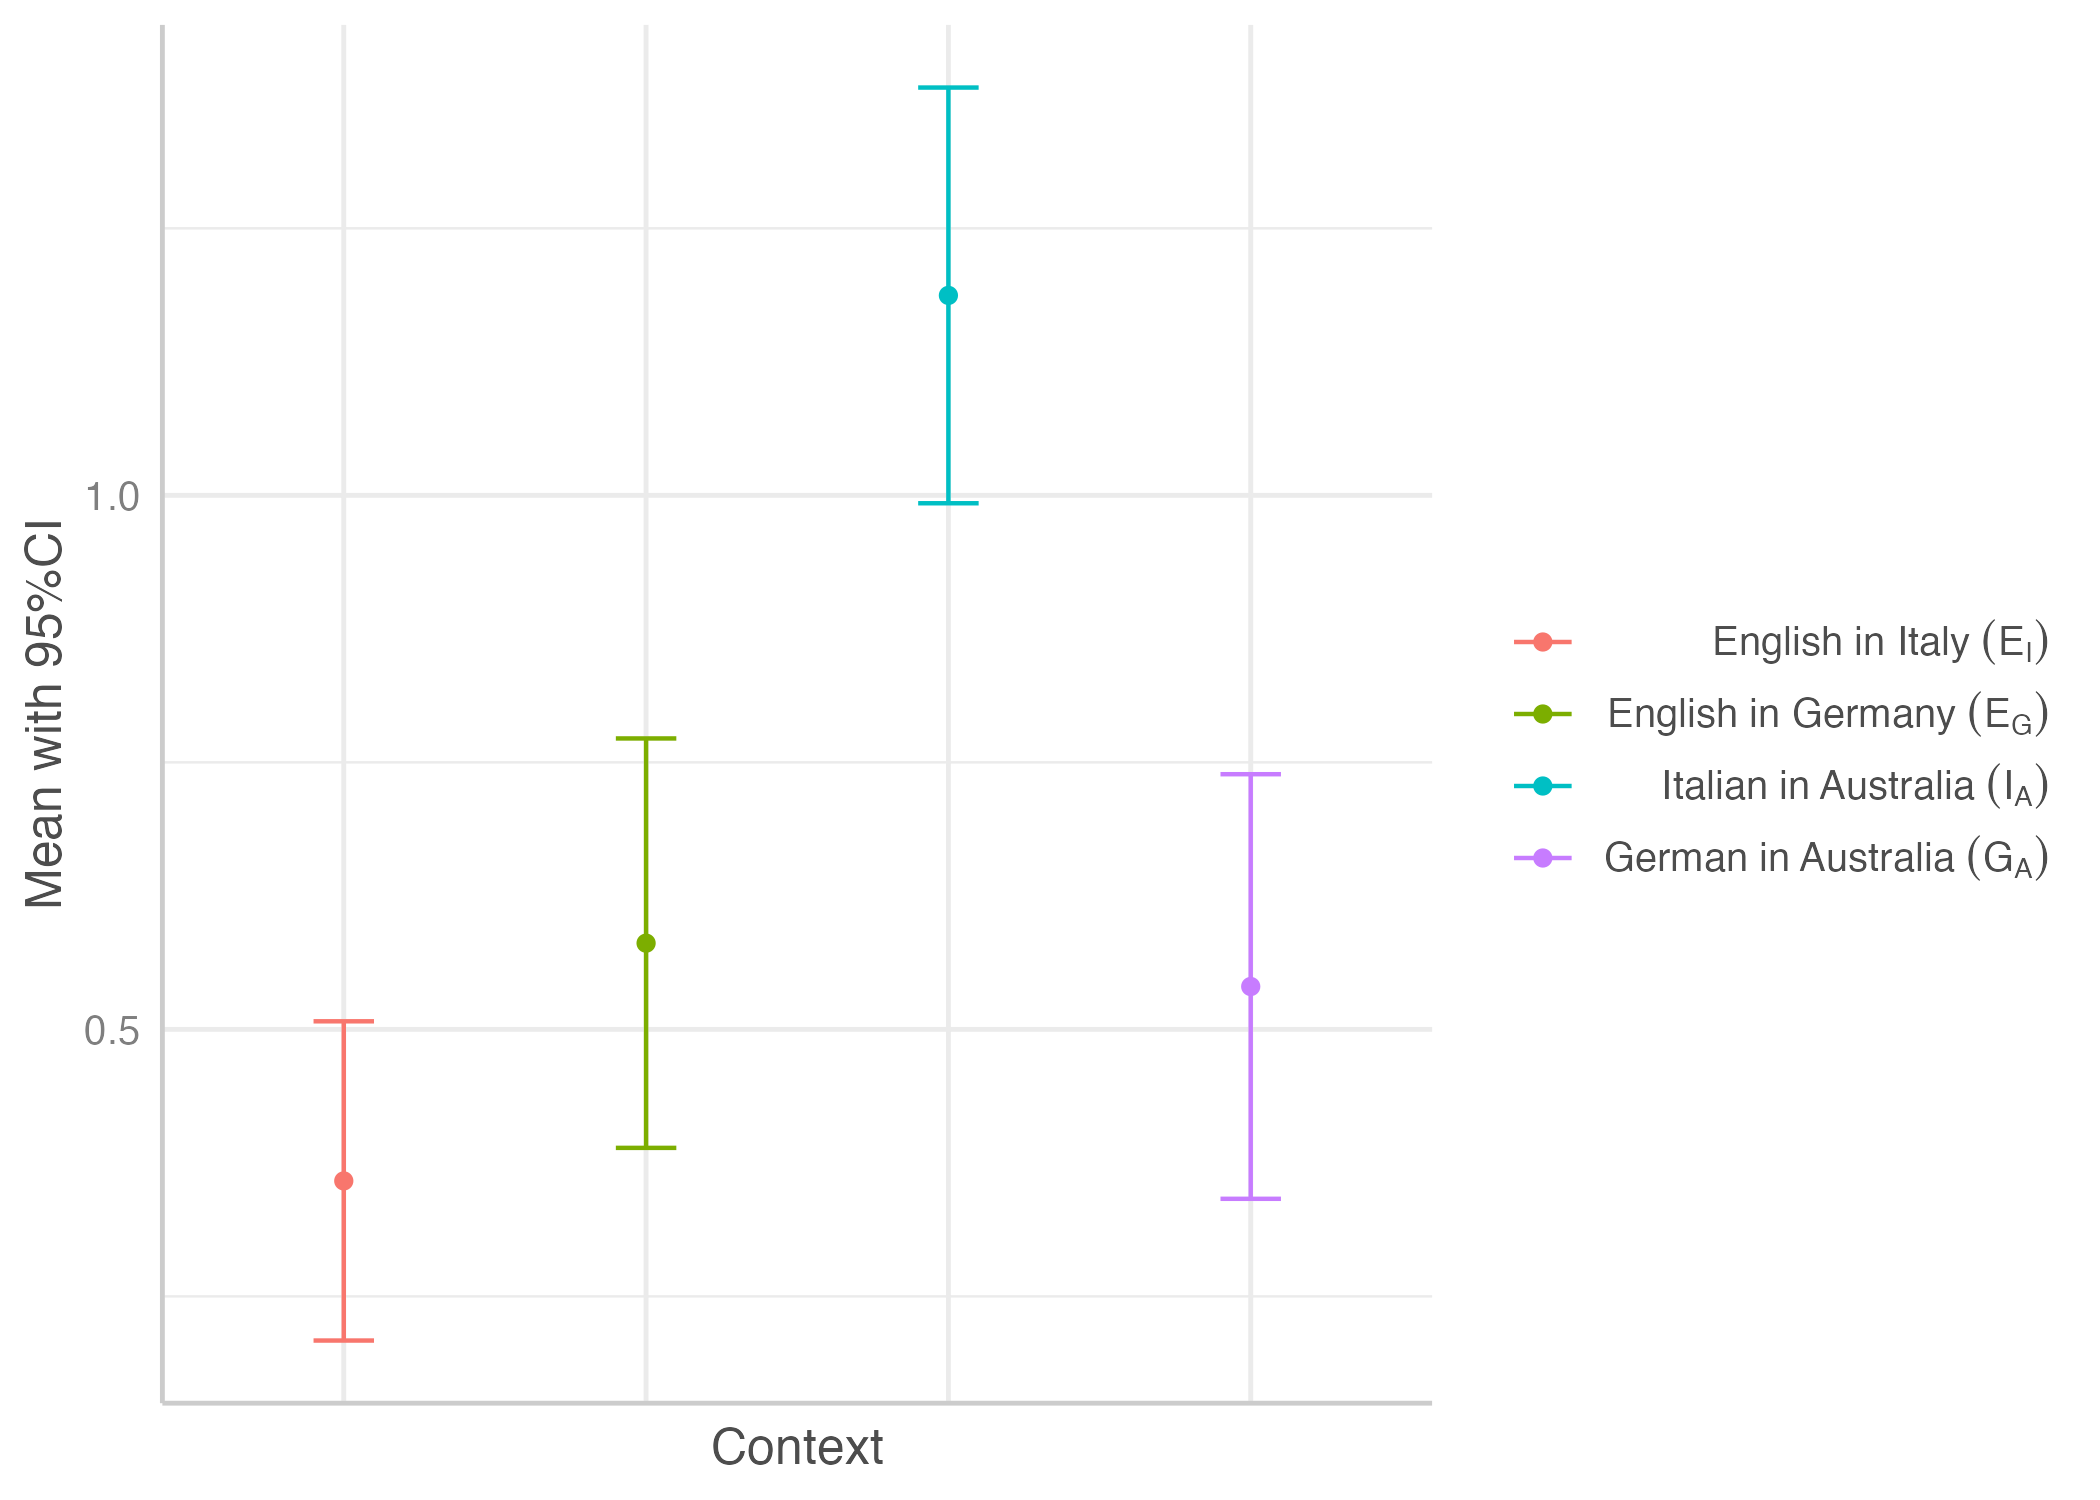 Mean with 95%CI
1.0
0.5
Context
English in Italy (E_I)
English in Germany (E_G)
Italian in Australia (I_A)
German in Australia (G_A)